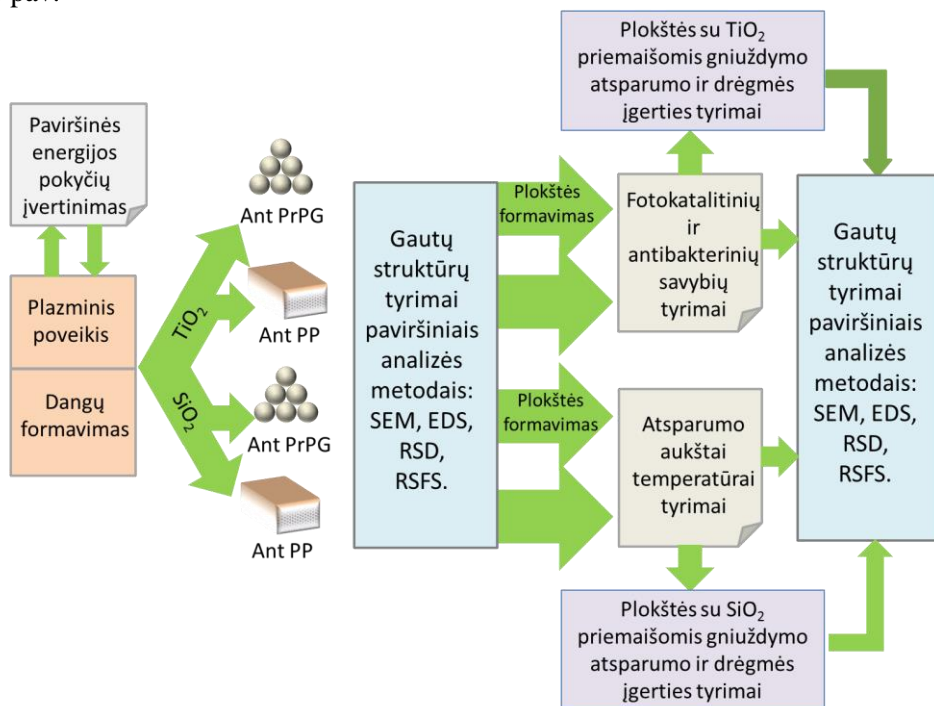 pav.
Paviršinės
energijos
pokyčių
įvertinimas
Plazminis
poveikis
Dangų
formavimas
TiO₂
SiO₂
Ant PrPG
Ant PP
Ant PrPG
Ant PP
Gautų
struktūrų
tyrimai
paviršiniais
analizės
metodais:
SEM, EDS,
RSD,
RSFS.
Plokštės
formavimas
Plokštės
formavimas
Plokštės su TiO₂
priemaišomis gniuždymo
atsparumo ir drėgmės
įgerties tyrimai
Fotokatalitinių
ir
antibakterinių
savybių
tyrimai
Atsparumo
aukštai
temperatūrai
tyrimai
Plokštės su SiO₂
priemaišomis gniuždymo
atsparumo ir drėgmės
įgerties tyrimai
Gautų
struktūrų
tyrimai
paviršiniais
analizės
metodais:
SEM, EDS,
RSD,
RSFS.